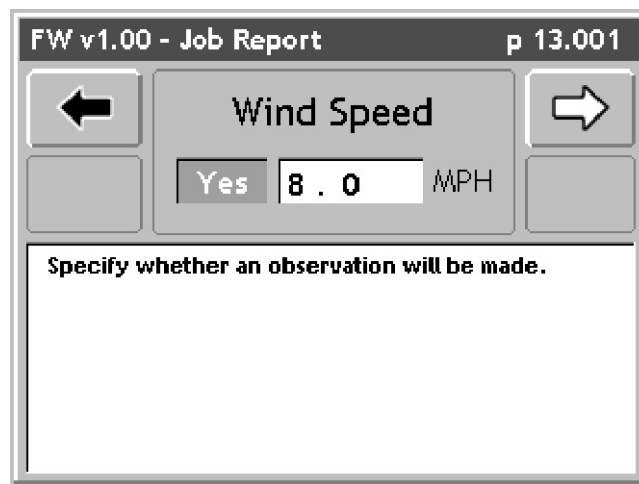 FW v1.00 - Job Report p 13.001
Wind Speed
Yes 8.0 MPH
Specify whether an observation will be made.